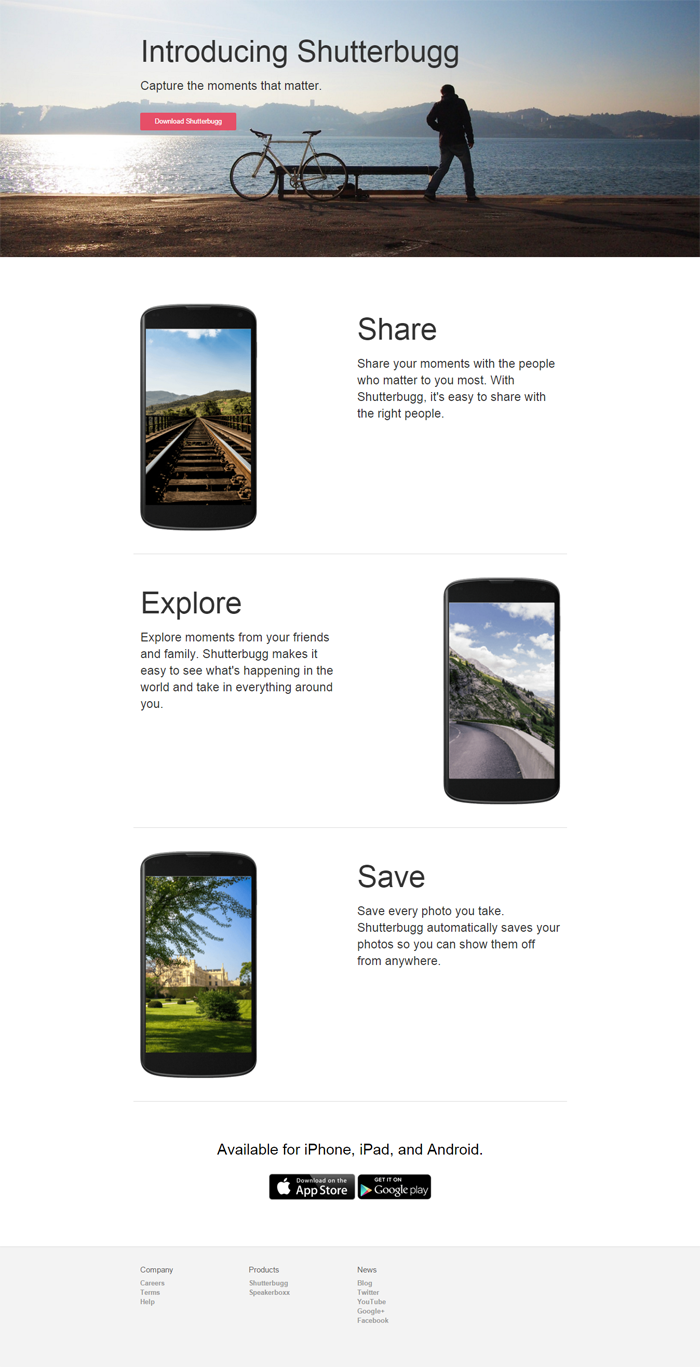 Introducing Shutterbugg
Capture the moments that matter.
Download Shutterbugg
Share
Share your moments with the people
who matter to you most. With
Shutterbugg, it's easy to share with
the right people.
Explore
Explore moments from your friends
and family. Shutterbugg makes it
easy to see what's happening in the
world and take in everything around
you.
Save
Save every photo you take.
Shutterbugg automatically saves your
photos so you can show them off
from anywhere.
Available for iPhone, iPad, and Android.
Download on the
App Store
GET IT ON
Google play
Company
Careers
Terms
Help
Products
Shutterbugg
Speakerboxx
News
Blog
Twitter
YouTube
Google+
Facebook